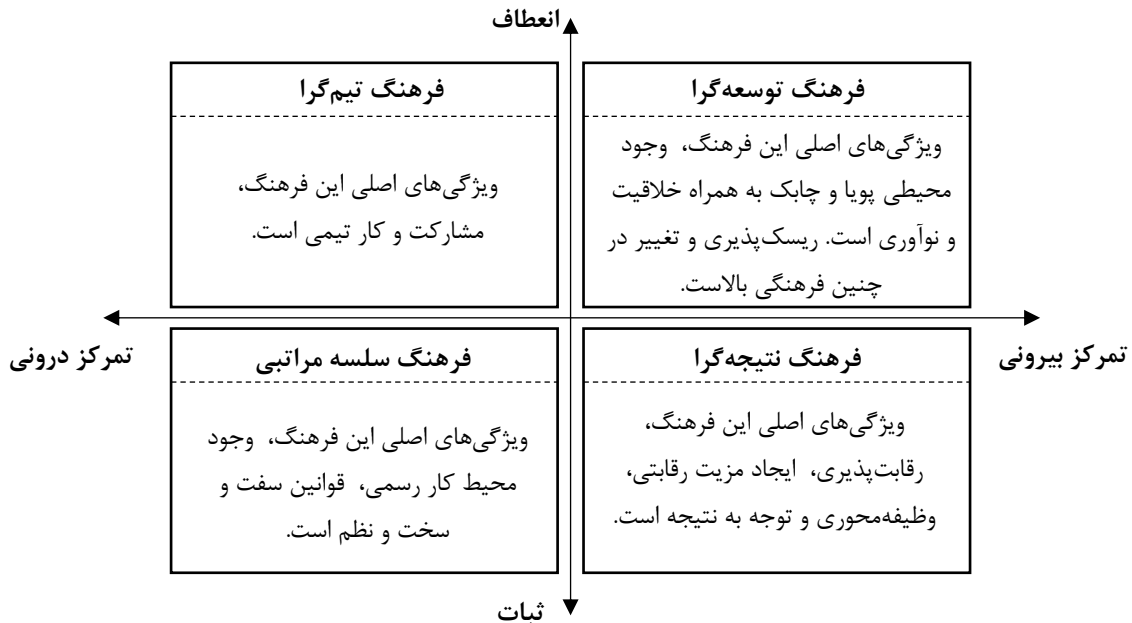 انعطاف
فرهنگ توسعه‌گرا
ویژگی‌های اصلی این فرهنگ، وجود
محیطی پویا و چابک به همراه خلاقیت
و نوآوری است. ریسک‌پذیری و تغییر در
چنین فرهنگی بالاست.
فرهنگ تیم‌گرا
ویژگی‌های اصلی این فرهنگ،
مشارکت و کار تیمی است.
تمرکز بیرونی
تمرکز درونی
فرهنگ نتیجه‌گرا
ویژگی‌های اصلی این فرهنگ،
رقابت‌پذیری، ایجاد مزیت رقابتی،
وظیفه‌محوری و توجه به نتیجه است.
فرهنگ سلسه مراتبی
ویژگی‌های اصلی این فرهنگ، وجود
محیط کار رسمی، قوانین سفت و
سخت و نظم است.
ثبات